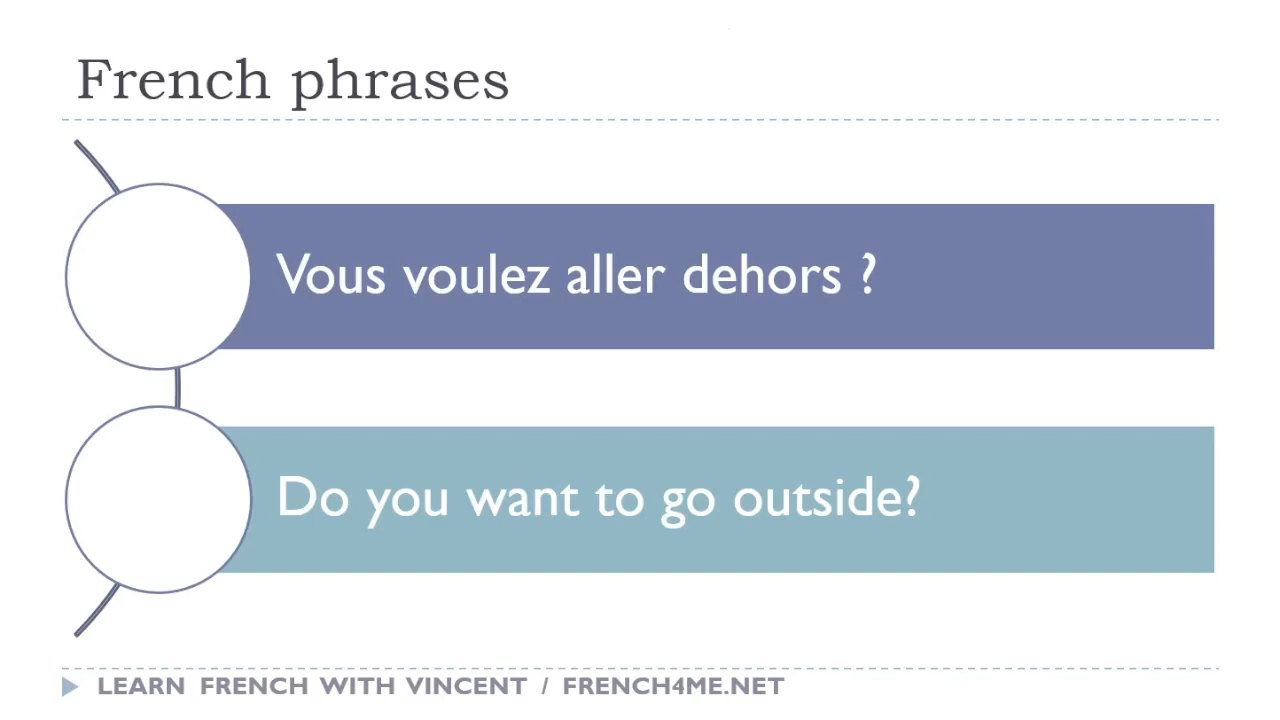 French phrases
Vous voulez aller dehors ?
Do you want to go outside?
LEARN FRENCH WITH VINCENT / FRENCH4ME.NET